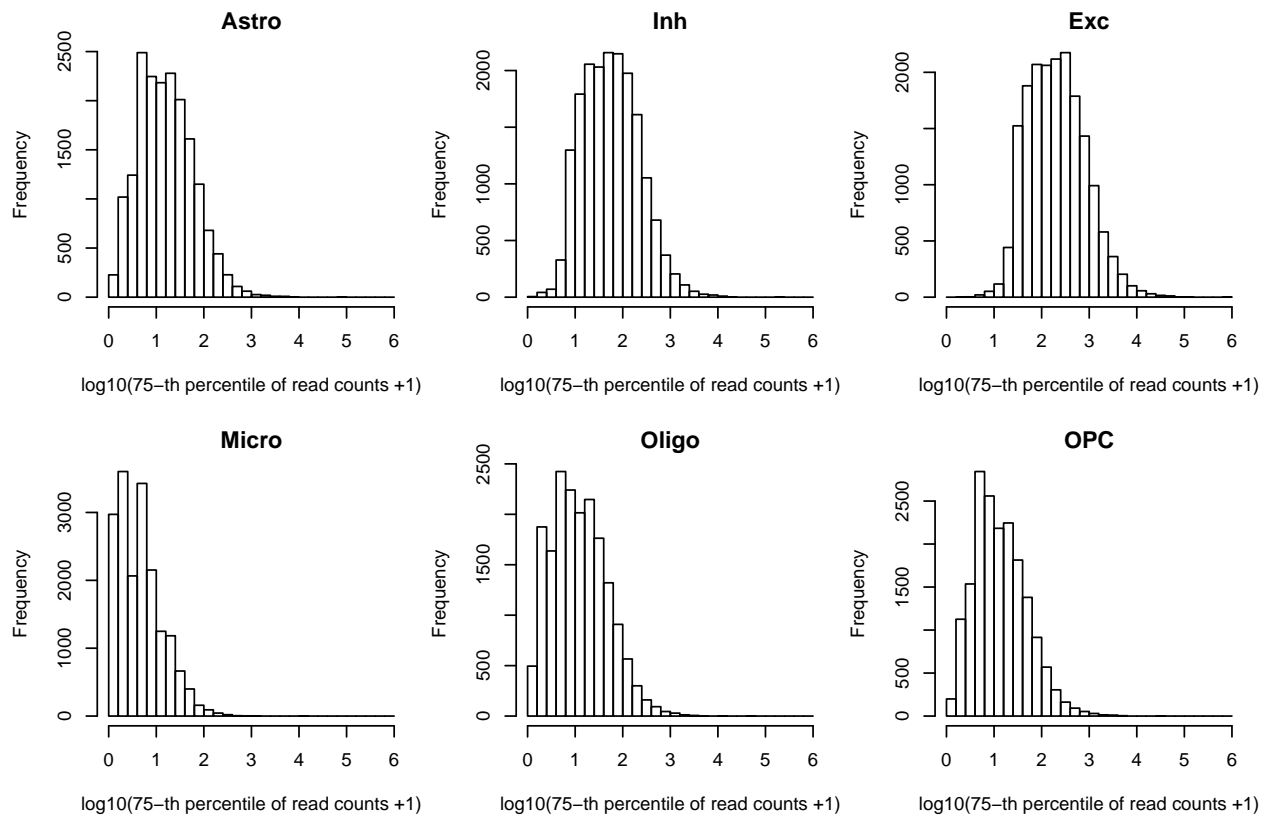 Astro
Frequency
0 500 1500 2500
0 1 2 3 4 5 6
log10(75−th percentile of read counts +1)
Inh
Frequency
0 1000 2000
0 1 2 3 4 5 6
log10(75−th percentile of read counts +1)
Exc
Frequency
0 1000 2000
0 1 2 3 4 5 6
log10(75−th percentile of read counts +1)
Micro
Frequency
0 1000 2000 3000
0 1 2 3 4 5 6
log10(75−th percentile of read counts +1)
Oligo
Frequency
0 500 1500 2500
0 1 2 3 4 5 6
log10(75−th percentile of read counts +1)
OPC
Frequency
0 500 1500 2500
0 1 2 3 4 5 6
log10(75−th percentile of read counts +1)